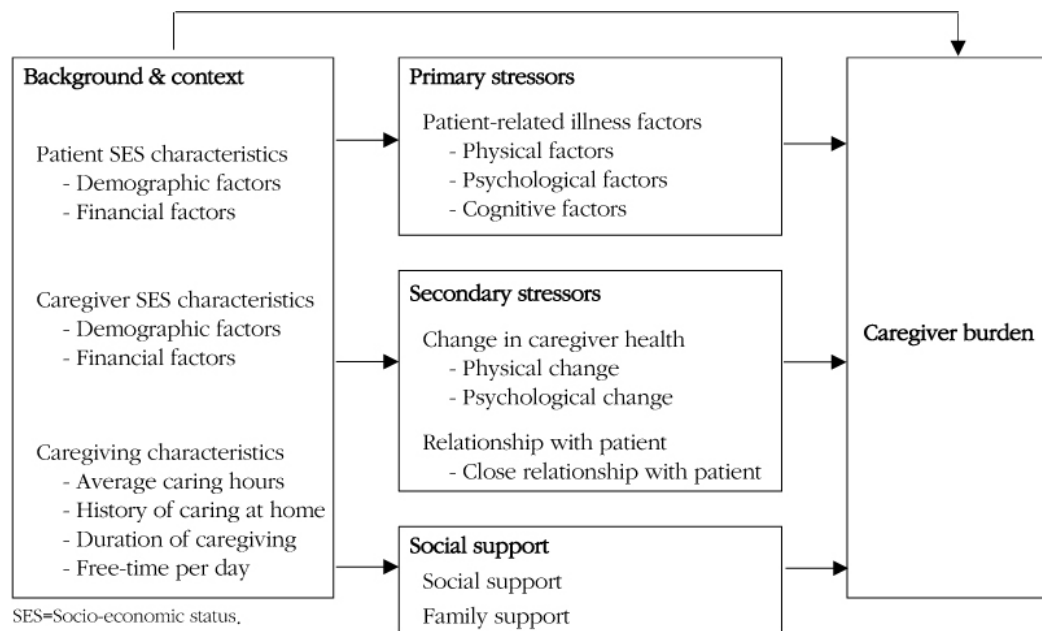 Background & context
Patient SES characteristics
- Demographic factors
- Financial factors
Caregiver SES characteristics
- Demographic factors
- Financial factors
Caregiving characteristics
- Average caring hours
- History of caring at home
- Duration of caregiving
- Free-time per day
Primary stressors
Patient-related illness factors
- Physical factors
- Psychological factors
- Cognitive factors
Secondary stressors
Change in caregiver health
- Physical change
- Psychological change
Relationship with patient
- Close relationship with patient
Social support
Social support
Family support
Caregiver burden
SES=Socio-economic status.